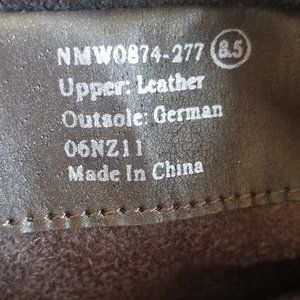 NMW0874-277 8.5
Upper: Leather
Outsole: German
06NZ11
Made In China